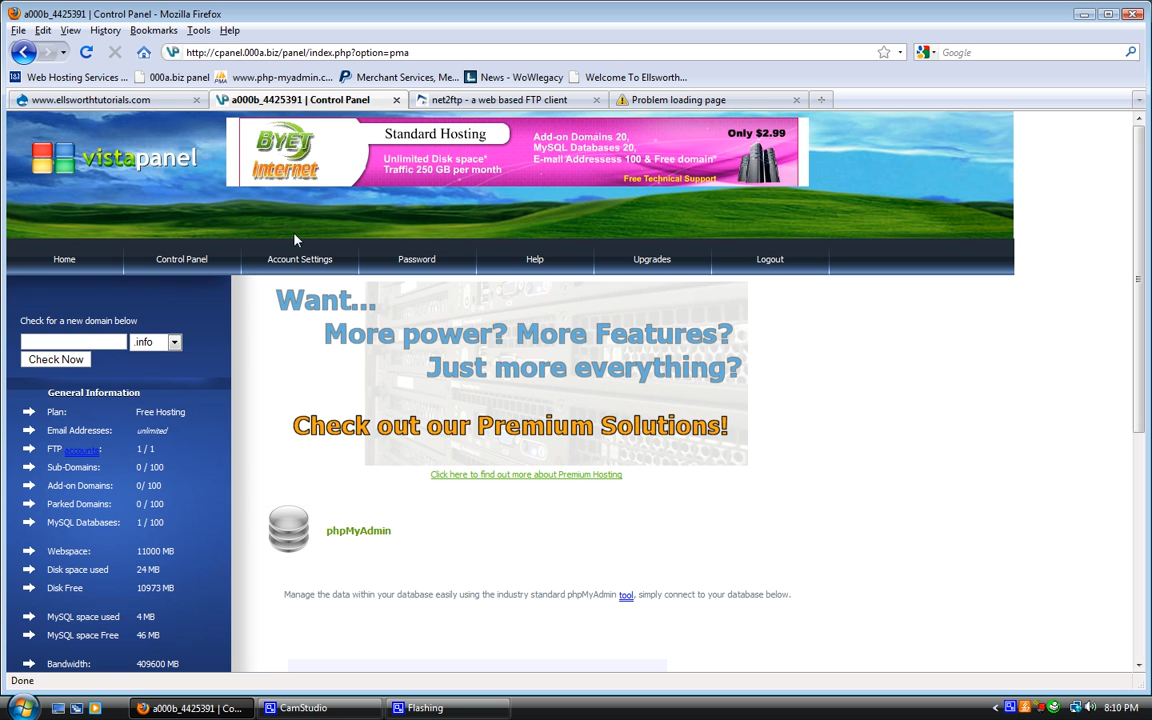 a000b_4425391 | Control Panel - Mozilla Firefox
File Edit View History Bookmarks Tools Help
http://cpanel.000a.biz/panel/index.php?option=pma
Google
Web Hosting Services ... 000a.biz panel www.php-myadmin.c... Merchant Services, Me... News - WoWlegacy Welcome To Ellsworth...
www.ellsworthtutorials.com a000b_4425391 | Control Panel net2ftp - a web based FTP client Problem loading page
vistapanel
BYET Internet
Standard Hosting
Unlimited Disk space*
Traffic 250 GB per month
Add-on Domains 20,
MySQL Databases 20,
E-mail Addressess 100 & Free domain*
Only $2.99
Free Technical Support
Home Control Panel Account Settings Password Help Upgrades Logout
Check for a new domain below
.info
Check Now
General Information
Plan: Free Hosting
Email Addresses: unlimited
FTP accounts: 1 / 1
Sub-Domains: 0 / 100
Add-on Domains: 0/ 100
Parked Domains: 0 / 100
MySQL Databases: 1 / 100
Webspace: 11000 MB
Disk space used 24 MB
Disk Free 10973 MB
MySQL space used 4 MB
MySQL space Free 46 MB
Bandwidth: 409600 MB
Want...
More power? More Features?
Just more everything?
Check out our Premium Solutions!
Click here to find out more about Premium Hosting
phpMyAdmin
Manage the data within your database easily using the industry standard phpMyAdmin tool, simply connect to your database below.
Done
a000b_4425391 | Co... CamStudio Flashing 8:10 PM